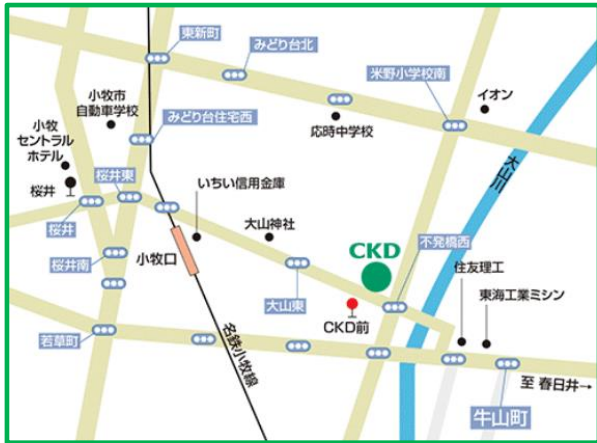 東新町
みどり台北
米野小学校南
イオン
小牧市
自動車学校
みどり台住宅西
応時中学校
小牧
セントラル
ホテル
大山川
桜井
桜井東
いちい信用金庫
大山神社
CKD
不発橋西
桜井
桜井南
小牧口
住友理工
大山東
東海工業ミシン
CKD前
若草町
名鉄小牧線
至 春日井→
牛山町